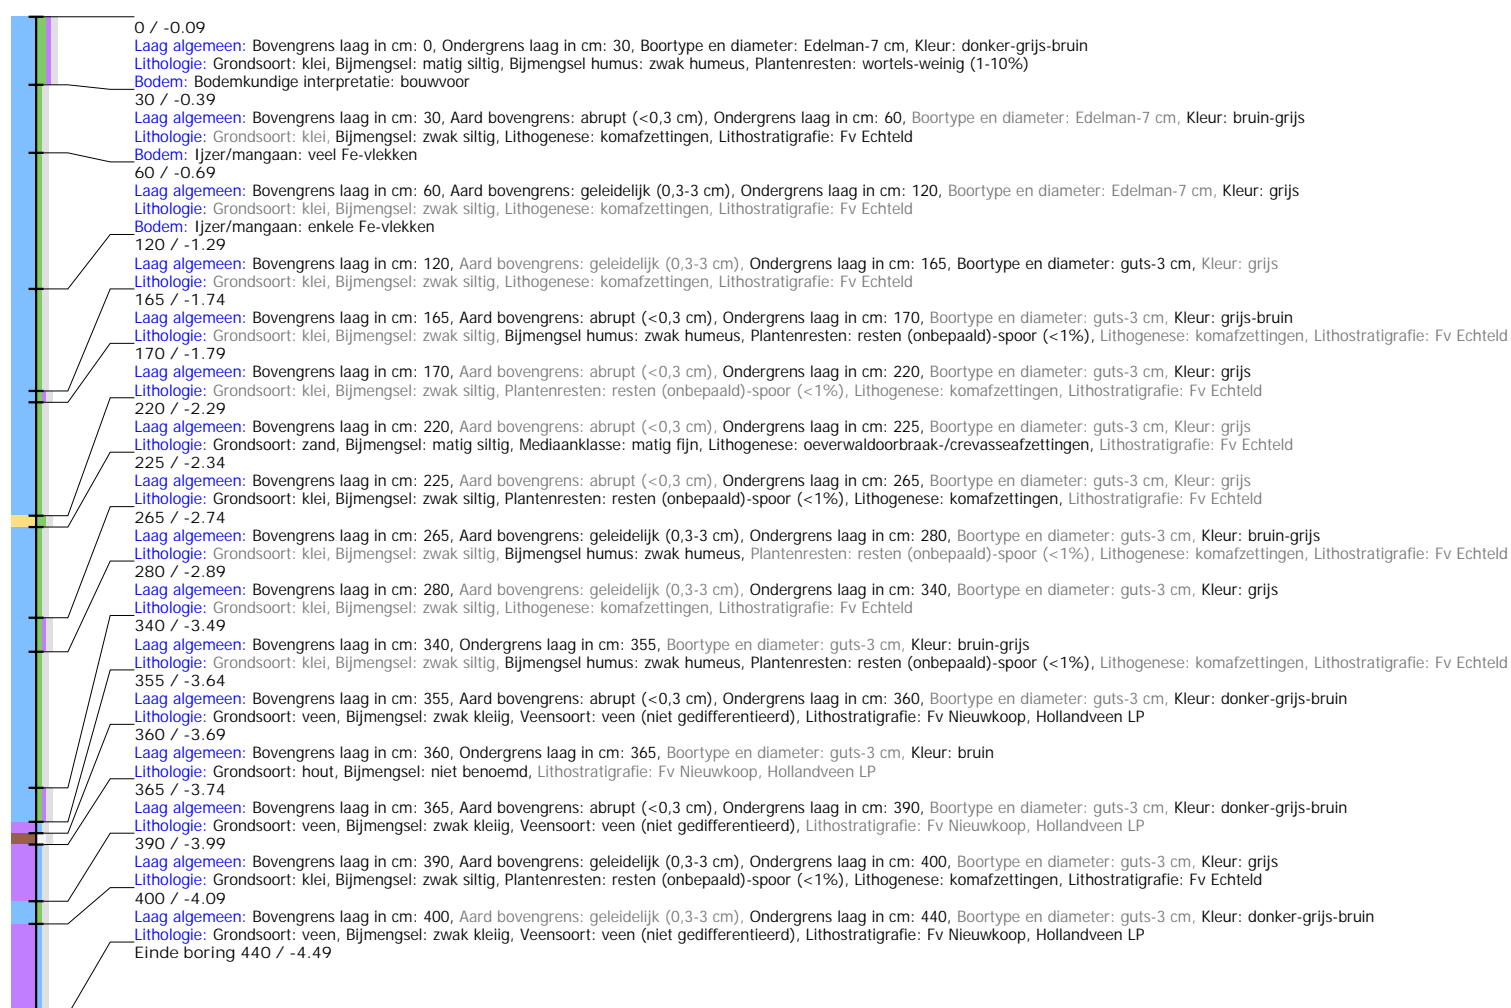 0 / -0.09
Laag algemeen: Bovengrens laag in cm: 0, Ondergrens laag in cm: 30, Boortype en diameter: Edelman-7 cm, Kleur: donker-grijs-bruin
Lithologie: Grondsoort: klei, Bijmengsel: matig siltig, Bijmengsel humus: zwak humeus, Plantenresten: wortels-weinig (1-10%)
Bodem: Bodemkundige interpretatie: bouwvoor
30 / -0.39
Laag algemeen: Bovengrens laag in cm: 30, Aard bovengrens: abrupt (<0,3 cm), Ondergrens laag in cm: 60, Boortype en diameter: Edelman-7 cm, Kleur: bruin-grijs
Lithologie: Grondsoort: klei, Bijmengsel: zwak siltig, Lithogenese: komafzettingen, Lithostratigrafie: Fv Echteld
Bodem: Ijzer/mangaan: veel Fe-vlekken
60 / -0.69
Laag algemeen: Bovengrens laag in cm: 60, Aard bovengrens: geleidelijk (0,3-3 cm), Ondergrens laag in cm: 120, Boortype en diameter: Edelman-7 cm, Kleur: grijs
Lithologie: Grondsoort: klei, Bijmengsel: zwak siltig, Lithogenese: komafzettingen, Lithostratigrafie: Fv Echteld
Bodem: Ijzer/mangaan: enkele Fe-vlekken
120 / -1.29
Laag algemeen: Bovengrens laag in cm: 120, Aard bovengrens: geleidelijk (0,3-3 cm), Ondergrens laag in cm: 165, Boortype en diameter: guts-3 cm, Kleur: grijs
Lithologie: Grondsoort: klei, Bijmengsel: zwak siltig, Lithogenese: komafzettingen, Lithostratigrafie: Fv Echteld
165 / -1.74
Laag algemeen: Bovengrens laag in cm: 165, Aard bovengrens: abrupt (<0,3 cm), Ondergrens laag in cm: 170, Boortype en diameter: guts-3 cm, Kleur: grijs-bruin
Lithologie: Grondsoort: klei, Bijmengsel: zwak siltig, Bijmengsel humus: zwak humeus, Plantenresten: resten (onbepaald)-spoor (<1%), Lithogenese: komafzettingen, Lithostratigrafie: Fv Echteld
170 / -1.79
Laag algemeen: Bovengrens laag in cm: 170, Aard bovengrens: abrupt (<0,3 cm), Ondergrens laag in cm: 220, Boortype en diameter: guts-3 cm, Kleur: grijs
Lithologie: Grondsoort: klei, Bijmengsel: zwak siltig, Plantenresten: resten (onbepaald)-spoor (<1%), Lithogenese: komafzettingen, Lithostratigrafie: Fv Echteld
220 / -2.29
Laag algemeen: Bovengrens laag in cm: 220, Aard bovengrens: abrupt (<0,3 cm), Ondergrens laag in cm: 225, Boortype en diameter: guts-3 cm, Kleur: grijs
Lithologie: Grondsoort: zand, Bijmengsel: matig siltig, Mediaanklasse: matig fijn, Lithogenese: oeverwaldoorbraak-/crevasseafzettingen, Lithostratigrafie: Fv Echteld
225 / -2.34
Laag algemeen: Bovengrens laag in cm: 225, Aard bovengrens: abrupt (<0,3 cm), Ondergrens laag in cm: 265, Boortype en diameter: guts-3 cm, Kleur: grijs
Lithologie: Grondsoort: klei, Bijmengsel: zwak siltig, Plantenresten: resten (onbepaald)-spoor (<1%), Lithogenese: komafzettingen, Lithostratigrafie: Fv Echteld
265 / -2.74
Laag algemeen: Bovengrens laag in cm: 265, Aard bovengrens: geleidelijk (0,3-3 cm), Ondergrens laag in cm: 280, Boortype en diameter: guts-3 cm, Kleur: bruin-grijs
Lithologie: Grondsoort: klei, Bijmengsel: zwak siltig, Bijmengsel humus: zwak humeus, Plantenresten: resten (onbepaald)-spoor (<1%), Lithogenese: komafzettingen, Lithostratigrafie: Fv Echteld
280 / -2.89
Laag algemeen: Bovengrens laag in cm: 280, Aard bovengrens: geleidelijk (0,3-3 cm), Ondergrens laag in cm: 340, Boortype en diameter: guts-3 cm, Kleur: grijs
Lithologie: Grondsoort: klei, Bijmengsel: zwak siltig, Lithogenese: komafzettingen, Lithostratigrafie: Fv Echteld
340 / -3.49
Laag algemeen: Bovengrens laag in cm: 340, Ondergrens laag in cm: 355, Boortype en diameter: guts-3 cm, Kleur: bruin-grijs
Lithologie: Grondsoort: klei, Bijmengsel: zwak siltig, Bijmengsel humus: zwak humeus, Plantenresten: resten (onbepaald)-spoor (<1%), Lithogenese: komafzettingen, Lithostratigrafie: Fv Echteld
355 / -3.64
Laag algemeen: Bovengrens laag in cm: 355, Aard bovengrens: abrupt (<0,3 cm), Ondergrens laag in cm: 360, Boortype en diameter: guts-3 cm, Kleur: donker-grijs-bruin
Lithologie: Grondsoort: veen, Bijmengsel: zwak kleiig, Veensoort: veen (niet gedifferentieerd), Lithostratigrafie: Fv Nieuwkoop, Hollandveen LP
360 / -3.69
Laag algemeen: Bovengrens laag in cm: 360, Ondergrens laag in cm: 365, Boortype en diameter: guts-3 cm, Kleur: bruin
Lithologie: Grondsoort: hout, Bijmengsel: niet benoemd, Lithostratigrafie: Fv Nieuwkoop, Hollandveen LP
365 / -3.74
Laag algemeen: Bovengrens laag in cm: 365, Aard bovengrens: abrupt (<0,3 cm), Ondergrens laag in cm: 390, Boortype en diameter: guts-3 cm, Kleur: donker-grijs-bruin
Lithologie: Grondsoort: veen, Bijmengsel: zwak kleiig, Veensoort: veen (niet gedifferentieerd), Lithostratigrafie: Fv Nieuwkoop, Hollandveen LP
390 / -3.99
Laag algemeen: Bovengrens laag in cm: 390, Aard bovengrens: geleidelijk (0,3-3 cm), Ondergrens laag in cm: 400, Boortype en diameter: guts-3 cm, Kleur: grijs
Lithologie: Grondsoort: klei, Bijmengsel: zwak siltig, Plantenresten: resten (onbepaald)-spoor (<1%), Lithogenese: komafzettingen, Lithostratigrafie: Fv Echteld
400 / -4.09
Laag algemeen: Bovengrens laag in cm: 400, Aard bovengrens: geleidelijk (0,3-3 cm), Ondergrens laag in cm: 440, Boortype en diameter: guts-3 cm, Kleur: donker-grijs-bruin
Lithologie: Grondsoort: veen, Bijmengsel: zwak kleiig, Veensoort: veen (niet gedifferentieerd), Lithostratigrafie: Fv Nieuwkoop, Hollandveen LP
Einde boring 440 / -4.49